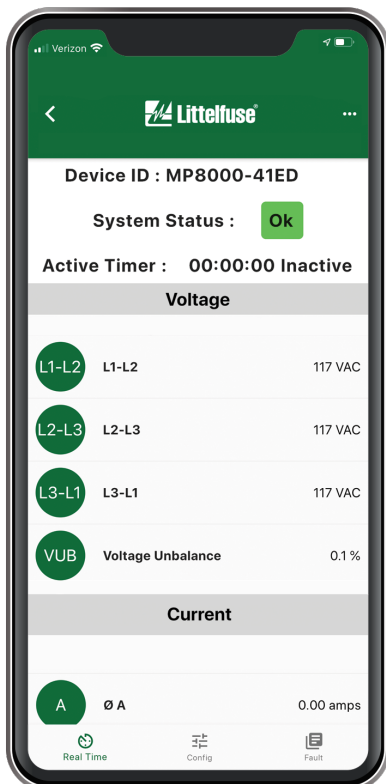 Verizon
Littelfuse®
...
Device ID : MP8000-41ED
System Status : Ok
Active Timer : 00:00:00 Inactive
Voltage
L1-L2 L1-L2 117 VAC
L2-L3 L2-L3 117 VAC
L3-L1 L3-L1 117 VAC
VUB Voltage Unbalance 0.1 %
Current
A Ø A 0.00 amps
Real Time Config Fault